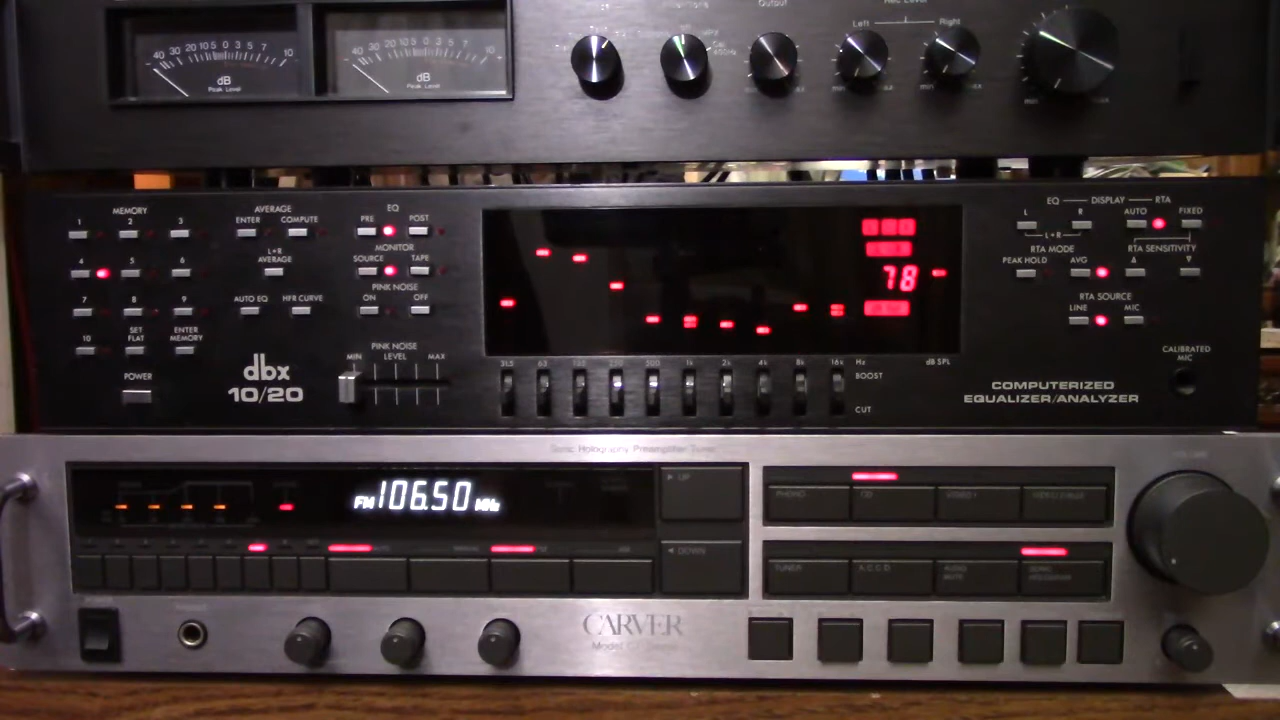 Output
Left
Right
40 30 20 10 5 0 3 5 7 10
dB
Peak Level
40 30 20 10 5 0 3 5 7 10
dB
Peak Level
min
MEMORY
1 2 3
4 5 6
7 8 9
10 SET FLAT ENTER MEMORY
POWER
AVERAGE
ENTER COMPUTE
L+R
AVERAGE
AUTO EQ HFR CURVE
dbx
10/20
EQ
PRE POST
MONITOR
SOURCE TAPE
PINK NOISE
ON OFF
PINK NOISE
MIN LEVEL MAX
78
31.5 63 125 250 500 1k 2k 4k 8k 16k Hz
dB SPL
BOOST
CUT
EQ DISPLAY RTA
L R AUTO FIXED
L+R
RTA MODE RTA SENSITIVITY
PEAK HOLD AVG
RTA SOURCE
LINE MIC
CALIBRATED
MIC
COMPUTERIZED
EQUALIZER/ANALYZER
Sonic Holography Preamplifier Tuner
FM 106.50 MHz
UP
DOWN
PHONO CD
TUNER
CARVER
Model